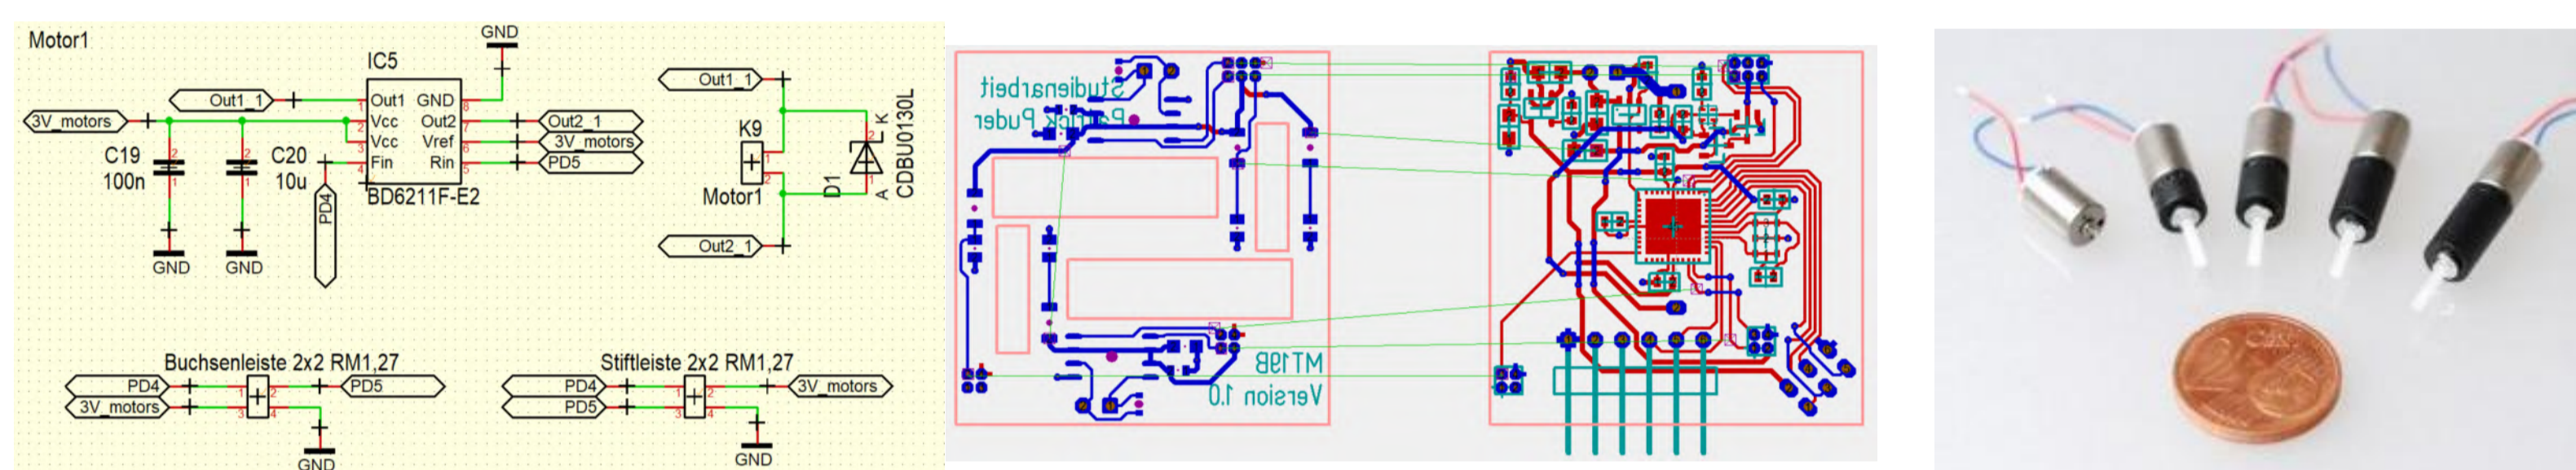 Motor1
GND
IC5
Out1_1
Out1 GND
Out2_1
3V_motors
Vcc Out2
Vcc Vref
3V_motors
Fin Rin
PD5
C19
100n
C20
10u
BD6211F-E2
PD4
GND
GND
Out1_1
K9
Motor1
D1
K
A
CDBU0130L
Out2_1
Buchsenleiste 2x2 RM1,27
PD4
PD5
3V_motors
GND
Stiftleiste 2x2 RM1,27
PD4
3V_motors
PD5
GND
Studienarbeit
Patrick Puder
MT19B
Version 1.0
2